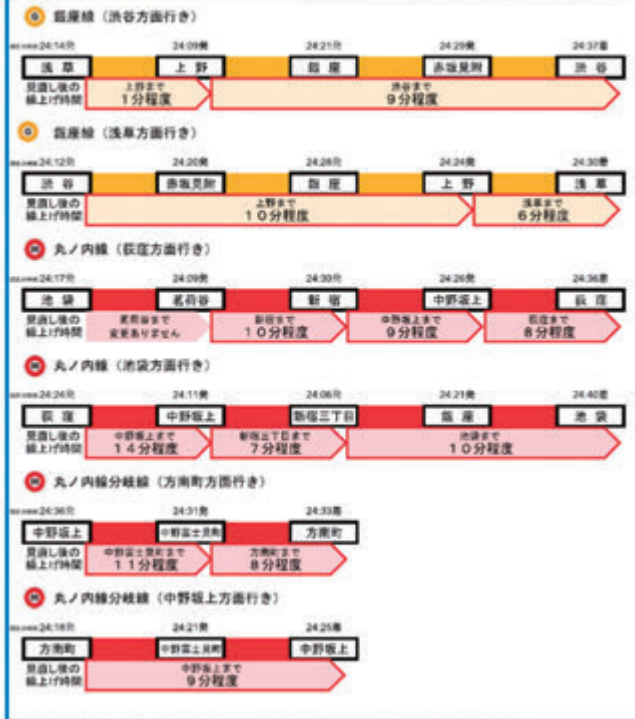 銀座線（渋谷方面行き）
24:14発 24:09発 24:21発 24:29発 24:37着
浅草 上野 銀座 赤坂見附 渋谷
見直し後の 上野まで 渋谷まで
繰上げ時間 1分程度 9分程度
銀座線（浅草方面行き）
24:12発 24:20発 24:28発 24:24発 24:30着
渋谷 赤坂見附 銀座 上野 浅草
見直し後の 上野まで 浅草まで
繰上げ時間 10分程度 6分程度
丸ノ内線（荻窪方面行き）
24:17発 24:09発 24:30発 24:26発 24:36着
池袋 茗荷谷 新宿 中野坂上 荻窪
見直し後の 茗荷谷まで 新宿まで 中野坂上まで 荻窪まで
繰上げ時間 変更ありません 10分程度 9分程度 8分程度
丸ノ内線（池袋方面行き）
24:24発 24:11発 24:06発 24:21発 24:40着
荻窪 中野坂上 新宿三丁目 銀座 池袋
見直し後の 中野坂上まで 新宿三丁目まで 池袋まで
繰上げ時間 14分程度 7分程度 10分程度
丸ノ内線分岐線（方南町方面行き）
24:36発 24:31発 24:33着
中野坂上 中野富士見町 方南町
見直し後の 中野富士見町まで 方南町まで
繰上げ時間 11分程度 8分程度
丸ノ内線分岐線（中野坂上方面行き）
24:18発 24:21発 24:25着
方南町 中野富士見町 中野坂上
見直し後の 中野坂上まで
繰上げ時間 9分程度